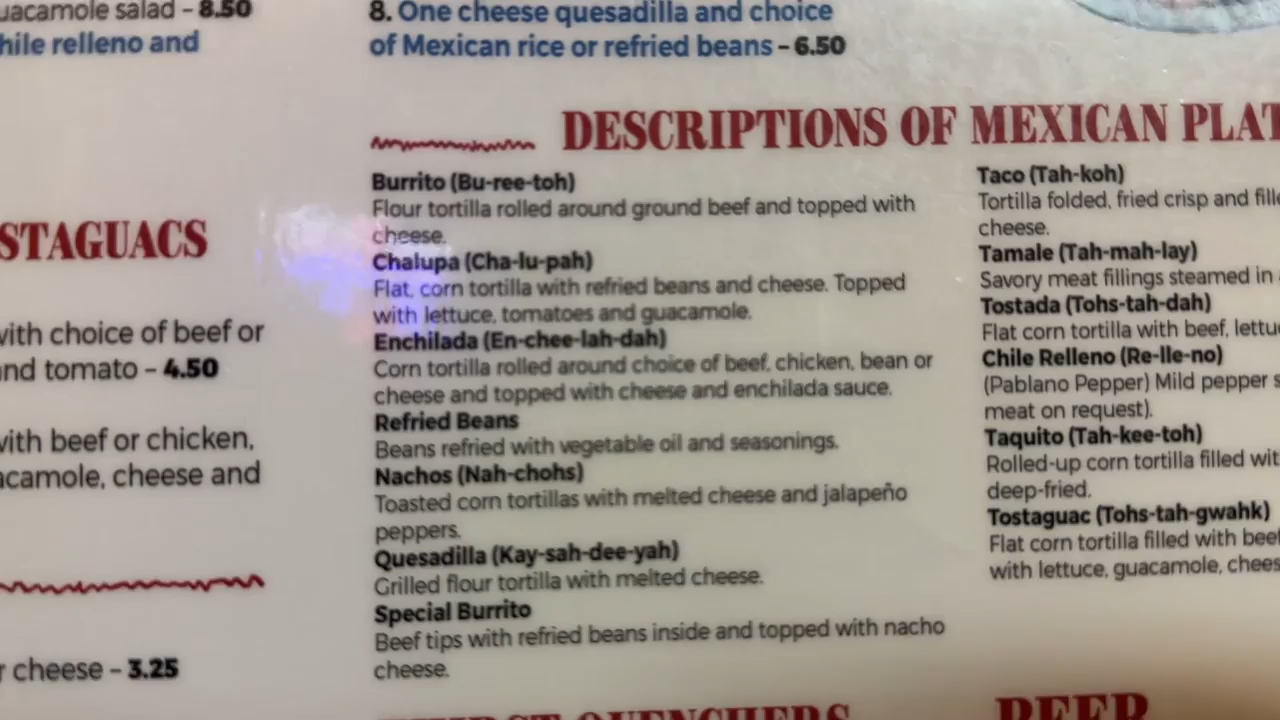 uacamole salad – 8.50
hile relleno and
STAGUACS
with choice of beef or
and tomato – 4.50
with beef or chicken,
acamole, cheese and
r cheese – 3.25
8. One cheese quesadilla and choice
of Mexican rice or refried beans – 6.50
DESCRIPTIONS OF MEXICAN PLAT
Burrito (Bu-ree-toh)
Flour tortilla rolled around ground beef and topped with
cheese.
Chalupa (Cha-lu-pah)
Flat, corn tortilla with refried beans and cheese. Topped
with lettuce, tomatoes and guacamole.
Enchilada (En-chee-lah-dah)
Corn tortilla rolled around choice of beef, chicken, bean or
cheese and topped with cheese and enchilada sauce.
Refried Beans
Beans refried with vegetable oil and seasonings.
Nachos (Nah-chohs)
Toasted corn tortillas with melted cheese and jalapeño
peppers.
Quesadilla (Kay-sah-dee-yah)
Grilled flour tortilla with melted cheese.
Special Burrito
Beef tips with refried beans inside and topped with nacho
cheese.
Taco (Tah-koh)
Tortilla folded, fried crisp and fille
cheese.
Tamale (Tah-mah-lay)
Savory meat fillings steamed in
Tostada (Tohs-tah-dah)
Flat corn tortilla with beef, lettu
Chile Relleno (Re-lle-no)
(Pablano Pepper) Mild pepper s
meat on request).
Taquito (Tah-kee-toh)
Rolled-up corn tortilla filled wit
deep-fried.
Tostaguac (Tohs-tah-gwahk)
Flat corn tortilla filled with beef
with lettuce, guacamole, chees
QUENCHERS
BEER